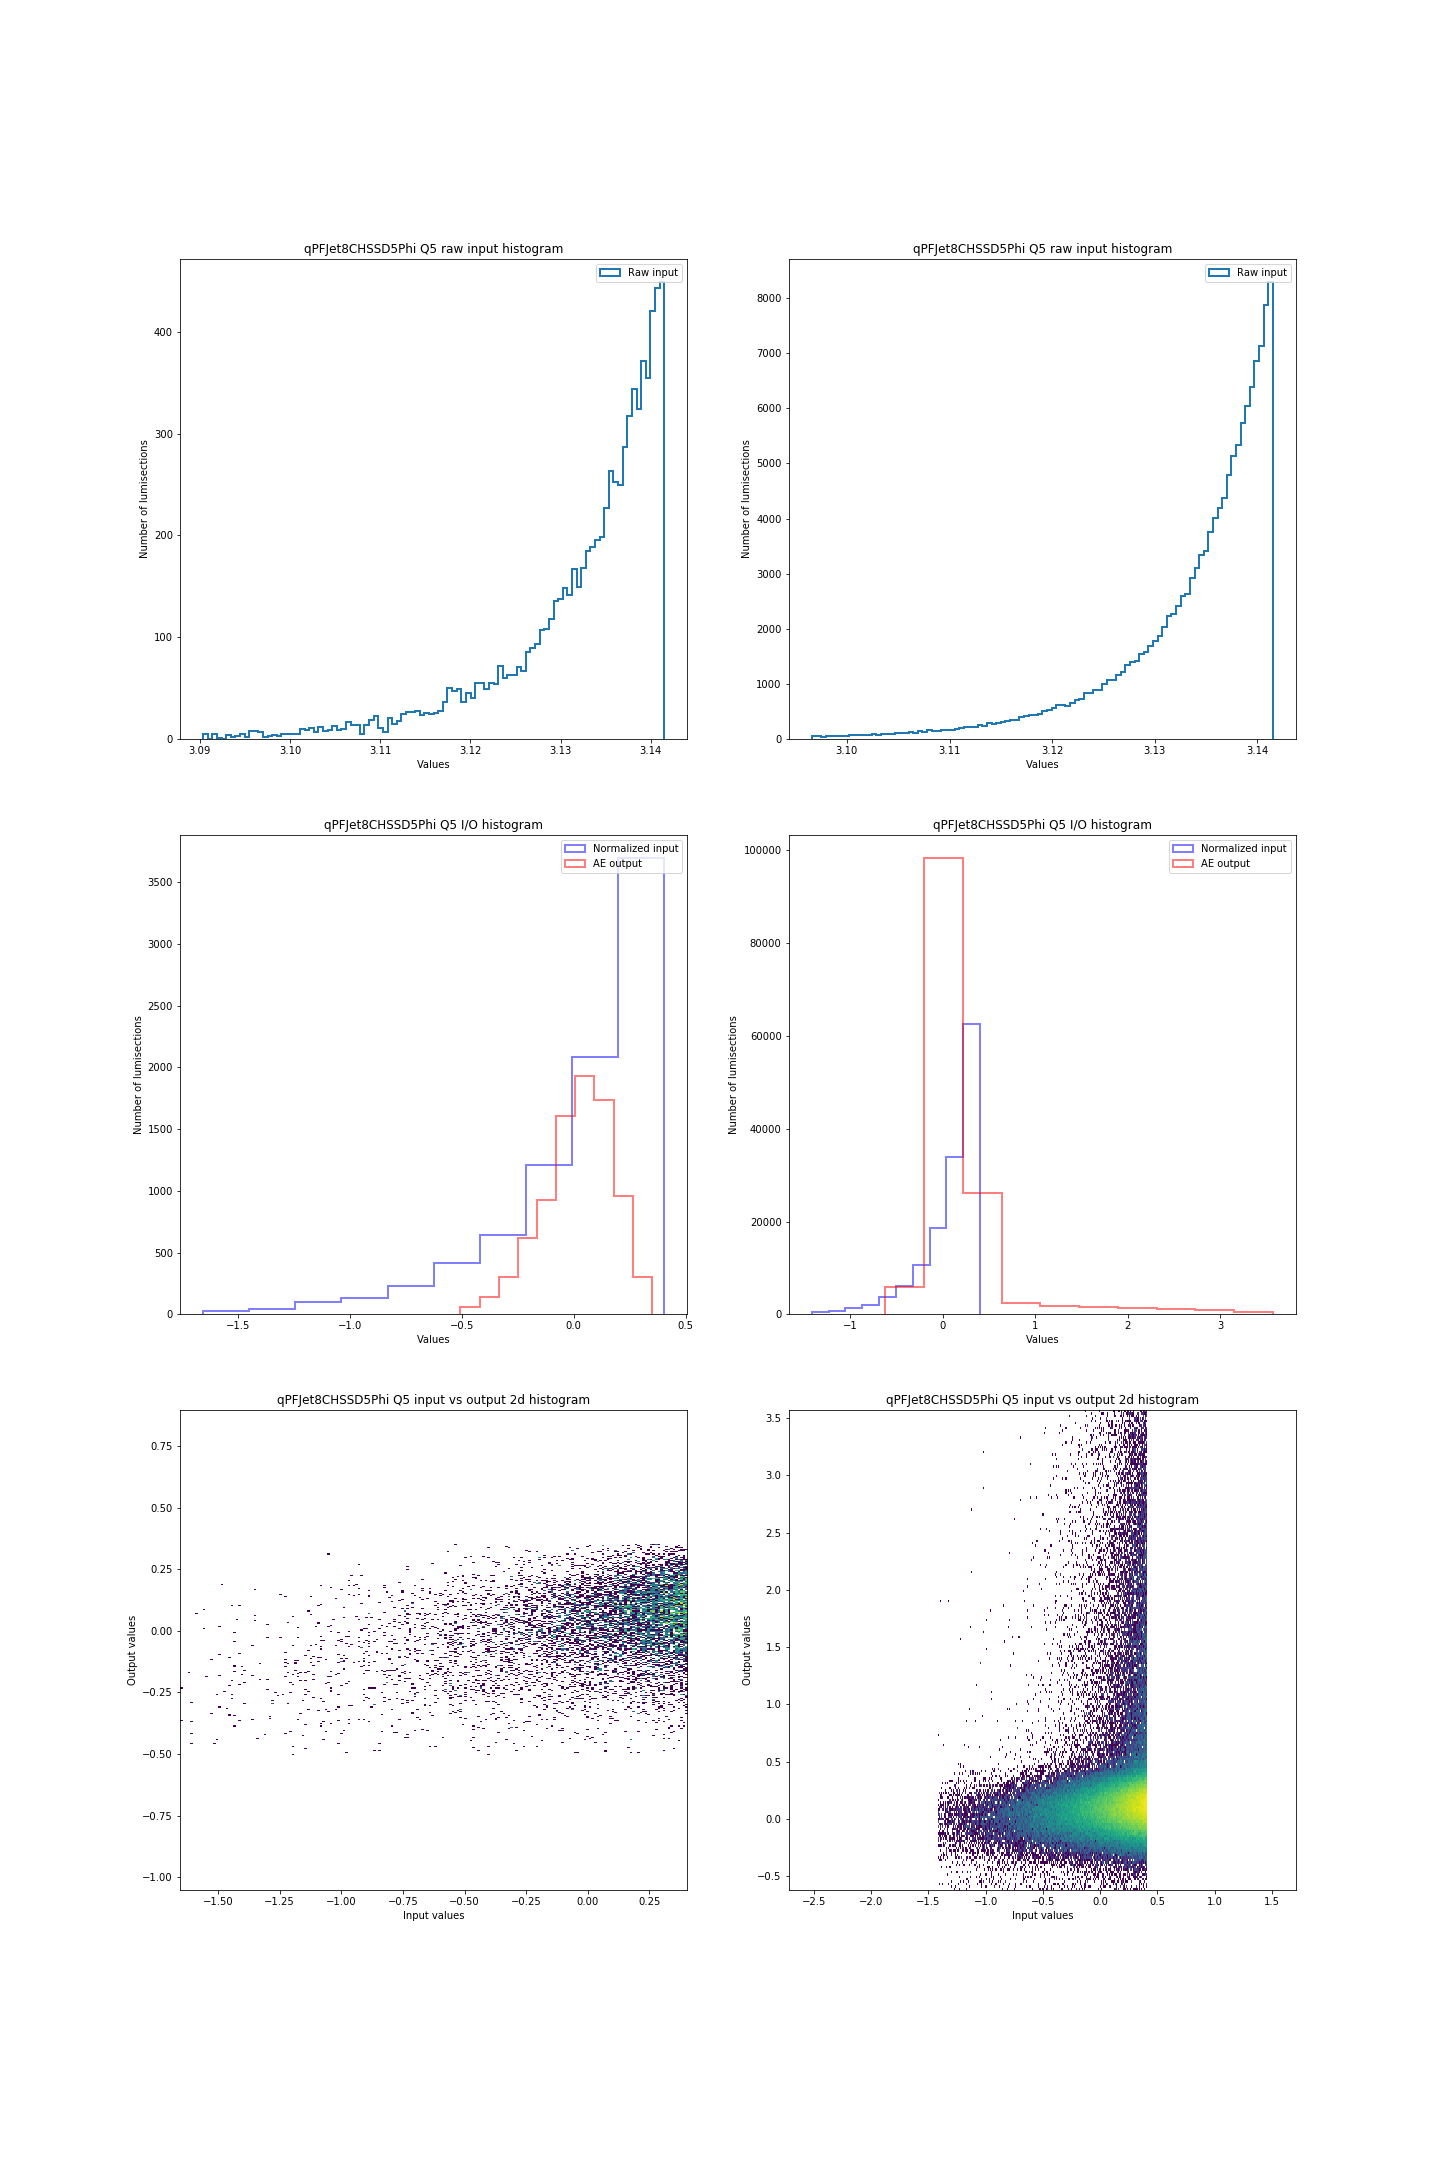 qPFJet8CHSSD5Phi Q5 raw input histogram
Raw input
Number of lumisections
400
300
200
100
0
3.09 3.10 3.11 3.12 3.13 3.14
Values
qPFJet8CHSSD5Phi Q5 raw input histogram
Raw input
Number of lumisections
8000
7000
6000
5000
4000
3000
2000
1000
0
3.10 3.11 3.12 3.13 3.14
Values
qPFJet8CHSSD5Phi Q5 I/O histogram
Normalized input
AE output
Number of lumisections
3500
3000
2500
2000
1500
1000
500
0
−1.5 −1.0 −0.5 0.0 0.5
Values
qPFJet8CHSSD5Phi Q5 I/O histogram
Normalized input
AE output
Number of lumisections
100000
80000
60000
40000
20000
0
−1 0 1 2 3
Values
qPFJet8CHSSD5Phi Q5 input vs output 2d histogram
Output values
0.75
0.50
0.25
0.00
−0.25
−0.50
−0.75
−1.00
−1.50 −1.25 −1.00 −0.75 −0.50 −0.25 0.00 0.25
Input values
qPFJet8CHSSD5Phi Q5 input vs output 2d histogram
Output values
3.5
3.0
2.5
2.0
1.5
1.0
0.5
0.0
−0.5
−2.5 −2.0 −1.5 −1.0 −0.5 0.0 0.5 1.0 1.5
Input values